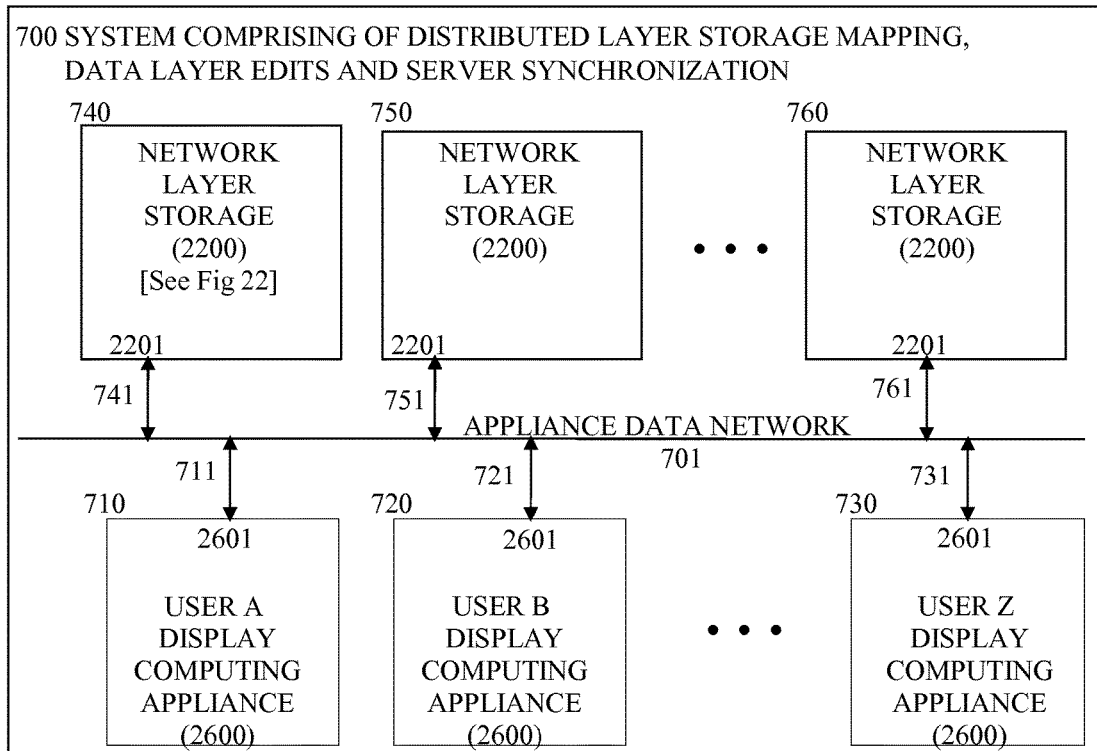 700 SYSTEM COMPRISING OF DISTRIBUTED LAYER STORAGE MAPPING,
DATA LAYER EDITS AND SERVER SYNCHRONIZATION
740
NETWORK
LAYER
STORAGE
(2200)
[See Fig 22]
2201
750
NETWORK
LAYER
STORAGE
(2200)
2201
• • •
760
NETWORK
LAYER
STORAGE
(2200)
2201
741
751
761
APPLIANCE DATA NETWORK
701
711
721
731
710
2601
USER A
DISPLAY
COMPUTING
APPLIANCE
(2600)
720
2601
USER B
DISPLAY
COMPUTING
APPLIANCE
(2600)
• • •
730
2601
USER Z
DISPLAY
COMPUTING
APPLIANCE
(2600)